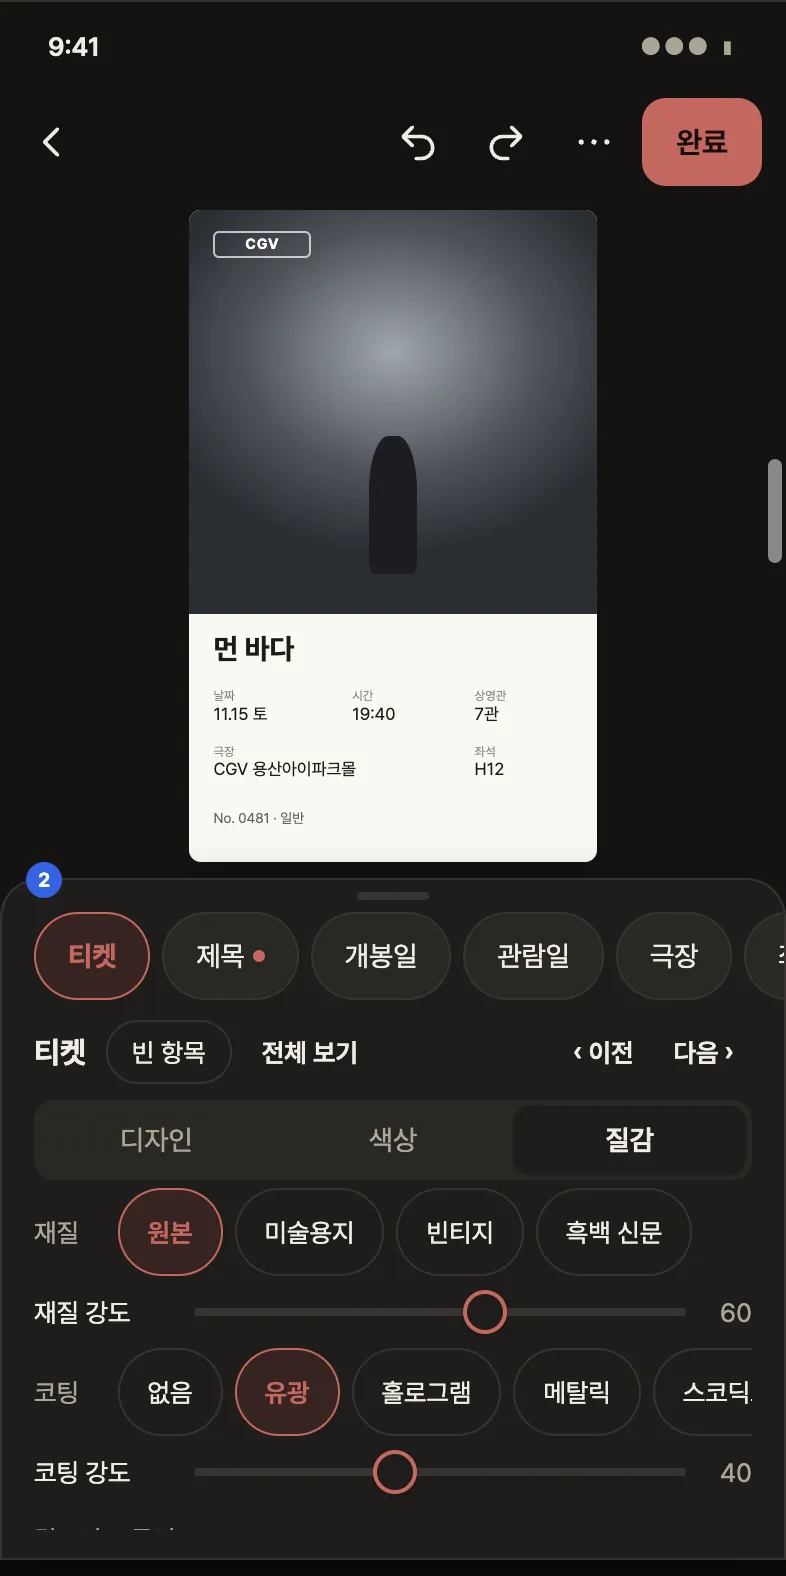 9:41
완료
CGV
먼 바다
날짜 시간 상영관
11.15 토 19:40 7관
극장 좌석
CGV 용산아이파크몰 H12
No. 0481 · 일반
2
티켓 제목 개봉일 관람일 극장
티켓 빈 항목 전체 보기 ‹ 이전 다음 ›
디자인 색상 질감
재질 원본 미술용지 빈티지 흑백 신문
재질 강도 60
코팅 없음 유광 홀로그램 메탈릭 스코딕
코팅 강도 40